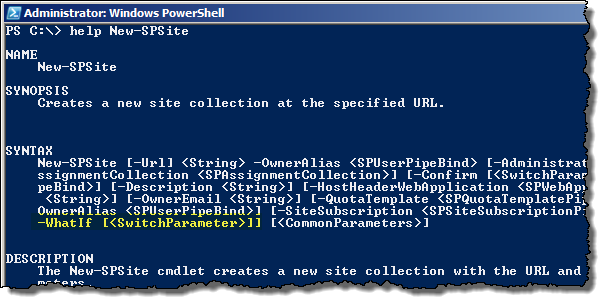 Administrator: Windows PowerShell
PS C:\> help New-SPSite
NAME
New-SPSite
SYNOPSIS
Creates a new site collection at the specified URL.
SYNTAX
New-SPSite [-Url] <String> -OwnerAlias <SPUserPipeBind> [-Administrat
ssignmentCollection <SPAssignmentCollection>] [-Confirm [<SwitchParam
peBind>] [-Description <String>] [-HostHeaderWebApplication <SPWebApp
<String>] [-OwnerEmail <String>] [-QuotaTemplate <SPQuotaTemplatePi
OwnerAlias <SPUserPipeBind>] [-SiteSubscription <SPSiteSubscriptionP
-WhatIf [<SwitchParameter>]] [<CommonParameters>]
DESCRIPTION
The New-SPSite cmdlet creates a new site collection with the URL and
meters.